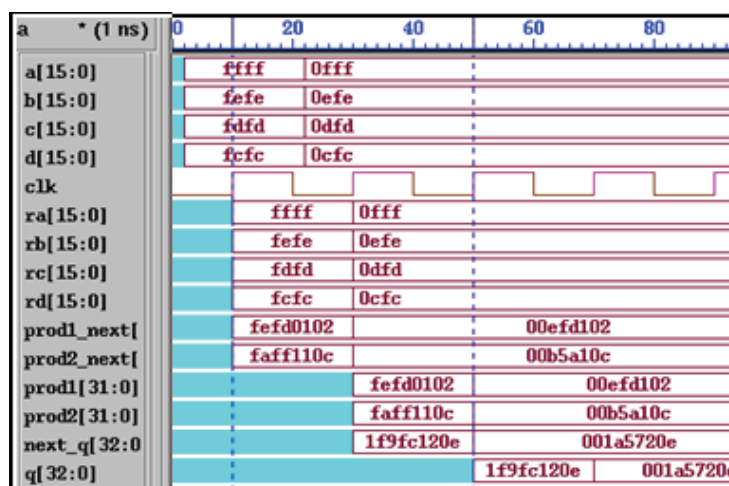 a * (1 ns) 0 20 40 60 80
a[15:0] ffff 0fff
b[15:0] fefe 0efe
c[15:0] fdfd 0dfd
d[15:0] fcfc 0cfc
clk
ra[15:0] ffff 0fff
rb[15:0] fefe 0efe
rc[15:0] fdfd 0dfd
rd[15:0] fcfc 0cfc
prod1_next[ fefd0102 00efd102
prod2_next[ faff110c 00b5a10c
prod1[31:0] fefd0102 00efd102
prod2[31:0] faff110c 00b5a10c
next_q[32:0 1f9fc120e 001a5720e
q[32:0] 1f9fc120e 001a5720e